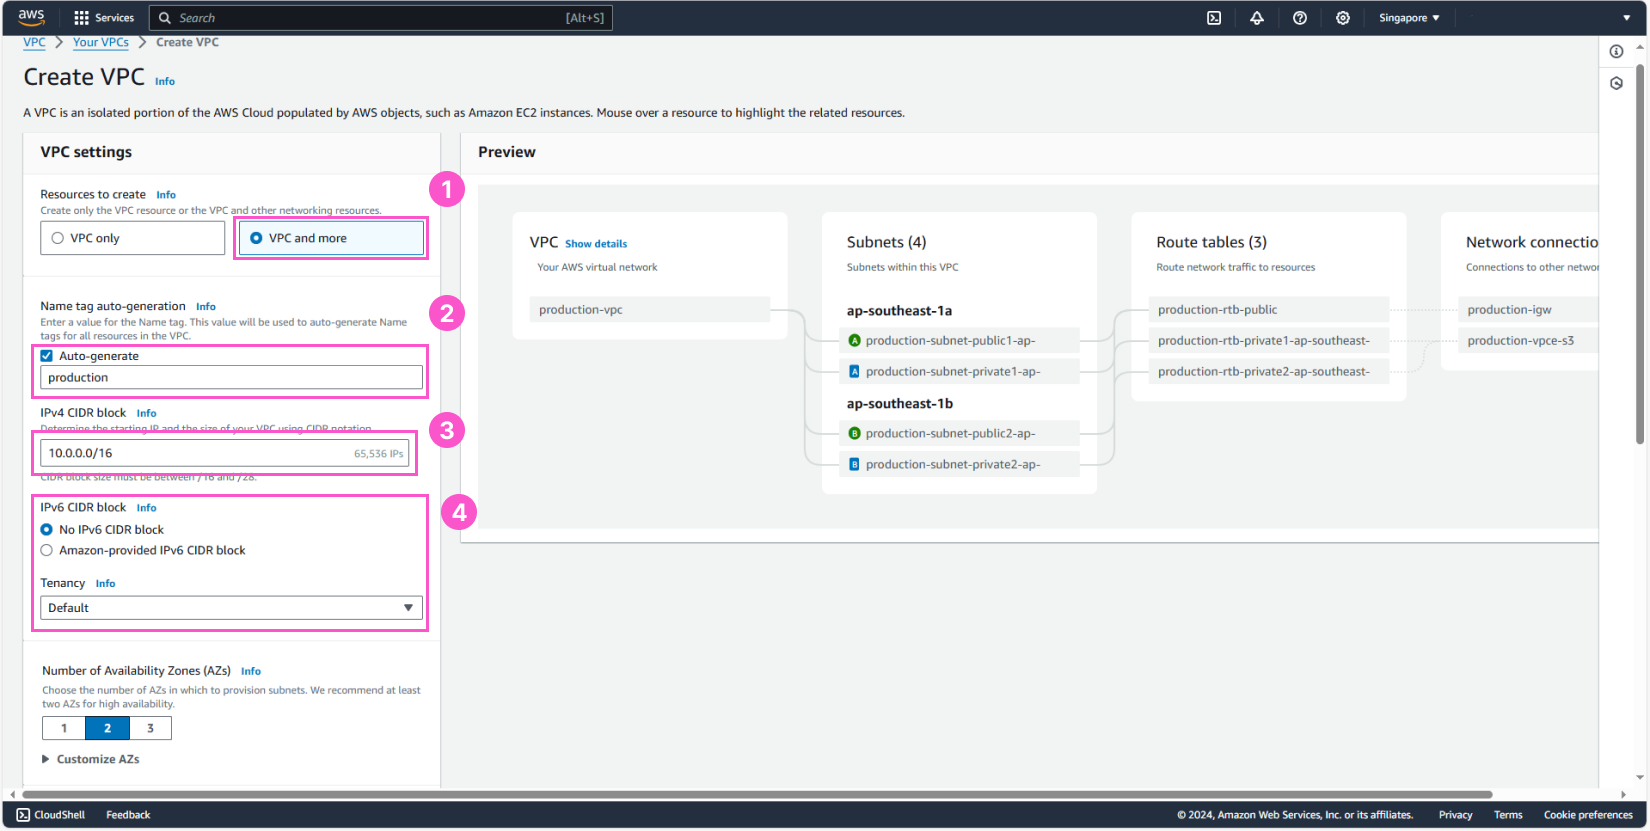 aws
Services
Search
[Alt+S]
Singapore
VPC
Your VPCs
Create VPC
Create VPC
Info
A VPC is an isolated portion of the AWS Cloud populated by AWS objects, such as Amazon EC2 instances. Mouse over a resource to highlight the related resources.
VPC settings
Resources to create Info
Create only the VPC resource or the VPC and other networking resources.
1
VPC only
VPC and more
Name tag auto-generation Info
2
Enter a value for the Name tag. This value will be used to auto-generate Name
tags for all resources in the VPC.
Auto-generate
production
IPv4 CIDR block Info
Determine the starting IP and the size of your VPC using CIDR notation
3
10.0.0.0/16
65,536 IPs
CIDR block size must be between /16 and /28.
IPv6 CIDR block Info
4
No IPv6 CIDR block
Amazon-provided IPv6 CIDR block
Tenancy Info
Default
Number of Availability Zones (AZs) Info
Choose the number of AZs in which to provision subnets. We recommend at least
two AZs for high availability.
1
2
3
Customize AZs
Preview
VPC Show details
Your AWS virtual network
production-vpc
Subnets (4)
Subnets within this VPC
ap-southeast-1a
A production-subnet-public1-ap-
A production-subnet-private1-ap-
ap-southeast-1b
B production-subnet-public2-ap-
B production-subnet-private2-ap-
Route tables (3)
Route network traffic to resources
production-rtb-public
production-rtb-private1-ap-southeast-
production-rtb-private2-ap-southeast-
Network connectio
Connections to other networ
production-igw
production-vpce-s3
CloudShell
Feedback
© 2024, Amazon Web Services, Inc. or its affiliates.
Privacy
Terms
Cookie preferences